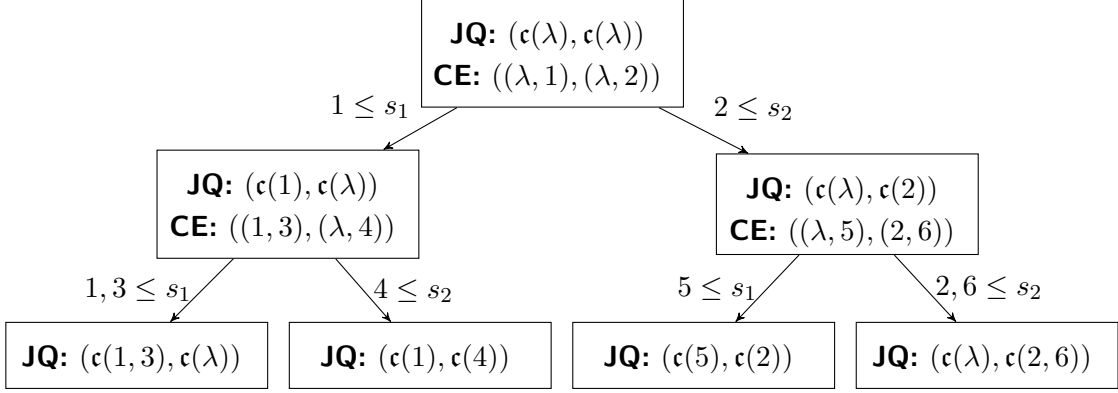 JQ: (𝔠(λ), 𝔠(λ))
CE: ((λ, 1), (λ, 2))
1 ≤ s₁
2 ≤ s₂
JQ: (𝔠(1), 𝔠(λ))
CE: ((1, 3), (λ, 4))
JQ: (𝔠(λ), 𝔠(2))
CE: ((λ, 5), (2, 6))
1, 3 ≤ s₁
4 ≤ s₂
5 ≤ s₁
2, 6 ≤ s₂
JQ: (𝔠(1, 3), 𝔠(λ))
JQ: (𝔠(1), 𝔠(4))
JQ: (𝔠(5), 𝔠(2))
JQ: (𝔠(λ), 𝔠(2, 6))